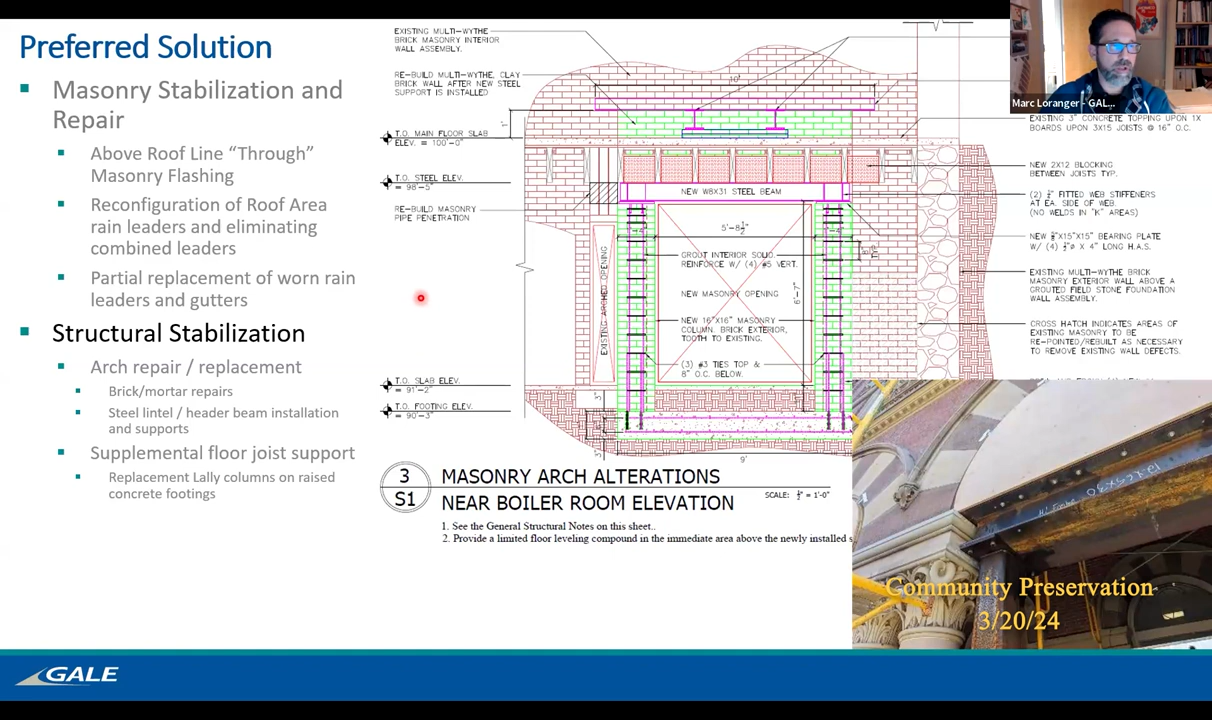 Preferred Solution
Masonry Stabilization and
Repair
Above Roof Line “Through”
Masonry Flashing
Reconfiguration of Roof Area
rain leaders and eliminating
combined leaders
Partial replacement of worn rain
leaders and gutters
Structural Stabilization
Arch repair / replacement
Brick/mortar repairs
Steel lintel / header beam installation
and supports
Supplemental floor joist support
Replacement Lally columns on raised
concrete footings
EXISTING MULTI-WYTHE
BRICK MASONRY INTERIOR
WALL ASSEMBLY.
RE-BUILD MULTI-WYTHE, CLAY
BRICK WALL AFTER NEW STEEL
SUPPORT IS INSTALLED
T.O. MAIN FLOOR SLAB
ELEV. = 100'-0"
T.O. STEEL ELEV.
= 98'-5"
RE-BUILD MASONRY
PIPE PENETRATION
T.O. SLAB ELEV.
= 91'-2"
T.O. FOOTING ELEV.
= 90'-3"
10'
1'
NEW W8X31 STEEL BEAM
5'-8½"
GROUT INTERIOR SOLID.
REINFORCE W/ (4) #5 VERT.
NEW MASONRY OPENING
6'-7"
NEW 16"X16" MASONRY
COLUMN. BRICK EXTERIOR,
TOOTH TO EXISTING.
(3) #3 TIES TOP &
8" O.C. BELOW.
EXISTING ARCHED OPENING
TYP.
3"
3"
9'
EXISTING 3" CONCRETE TOPPING UPON 1X
BOARDS UPON 3X15 JOISTS @ 16" O.C.
NEW 2X12 BLOCKING
BETWEEN JOISTS TYP.
FITTED WEB STIFFENERS
AT EA. SIDE OF WEB.
(NO WELDS IN "K" AREAS)
BEARING PLATE
LONG H.A.S.
EXISTING MULTI-WYTHE BRICK
MASONRY EXTERIOR WALL ABOVE A
GROUTED FIELD STONE FOUNDATION
WALL ASSEMBLY.
CROSS HATCH INDICATES AREAS OF
EXISTING MASONRY TO BE
RE-POINTED/REBUILT AS NECESSARY
TO REMOVE EXISTING WALL DEFECTS.
3
S1
MASONRY ARCH ALTERATIONS
NEAR BOILER ROOM ELEVATION
SCALE: ½" = 1'-0"
1. See the General Structural Notes on this sheet..
2. Provide a limited floor leveling compound in the immediate area above the newly installed s
Marc Loranger - GAL...
Community Preservation
3/20/24
GALE